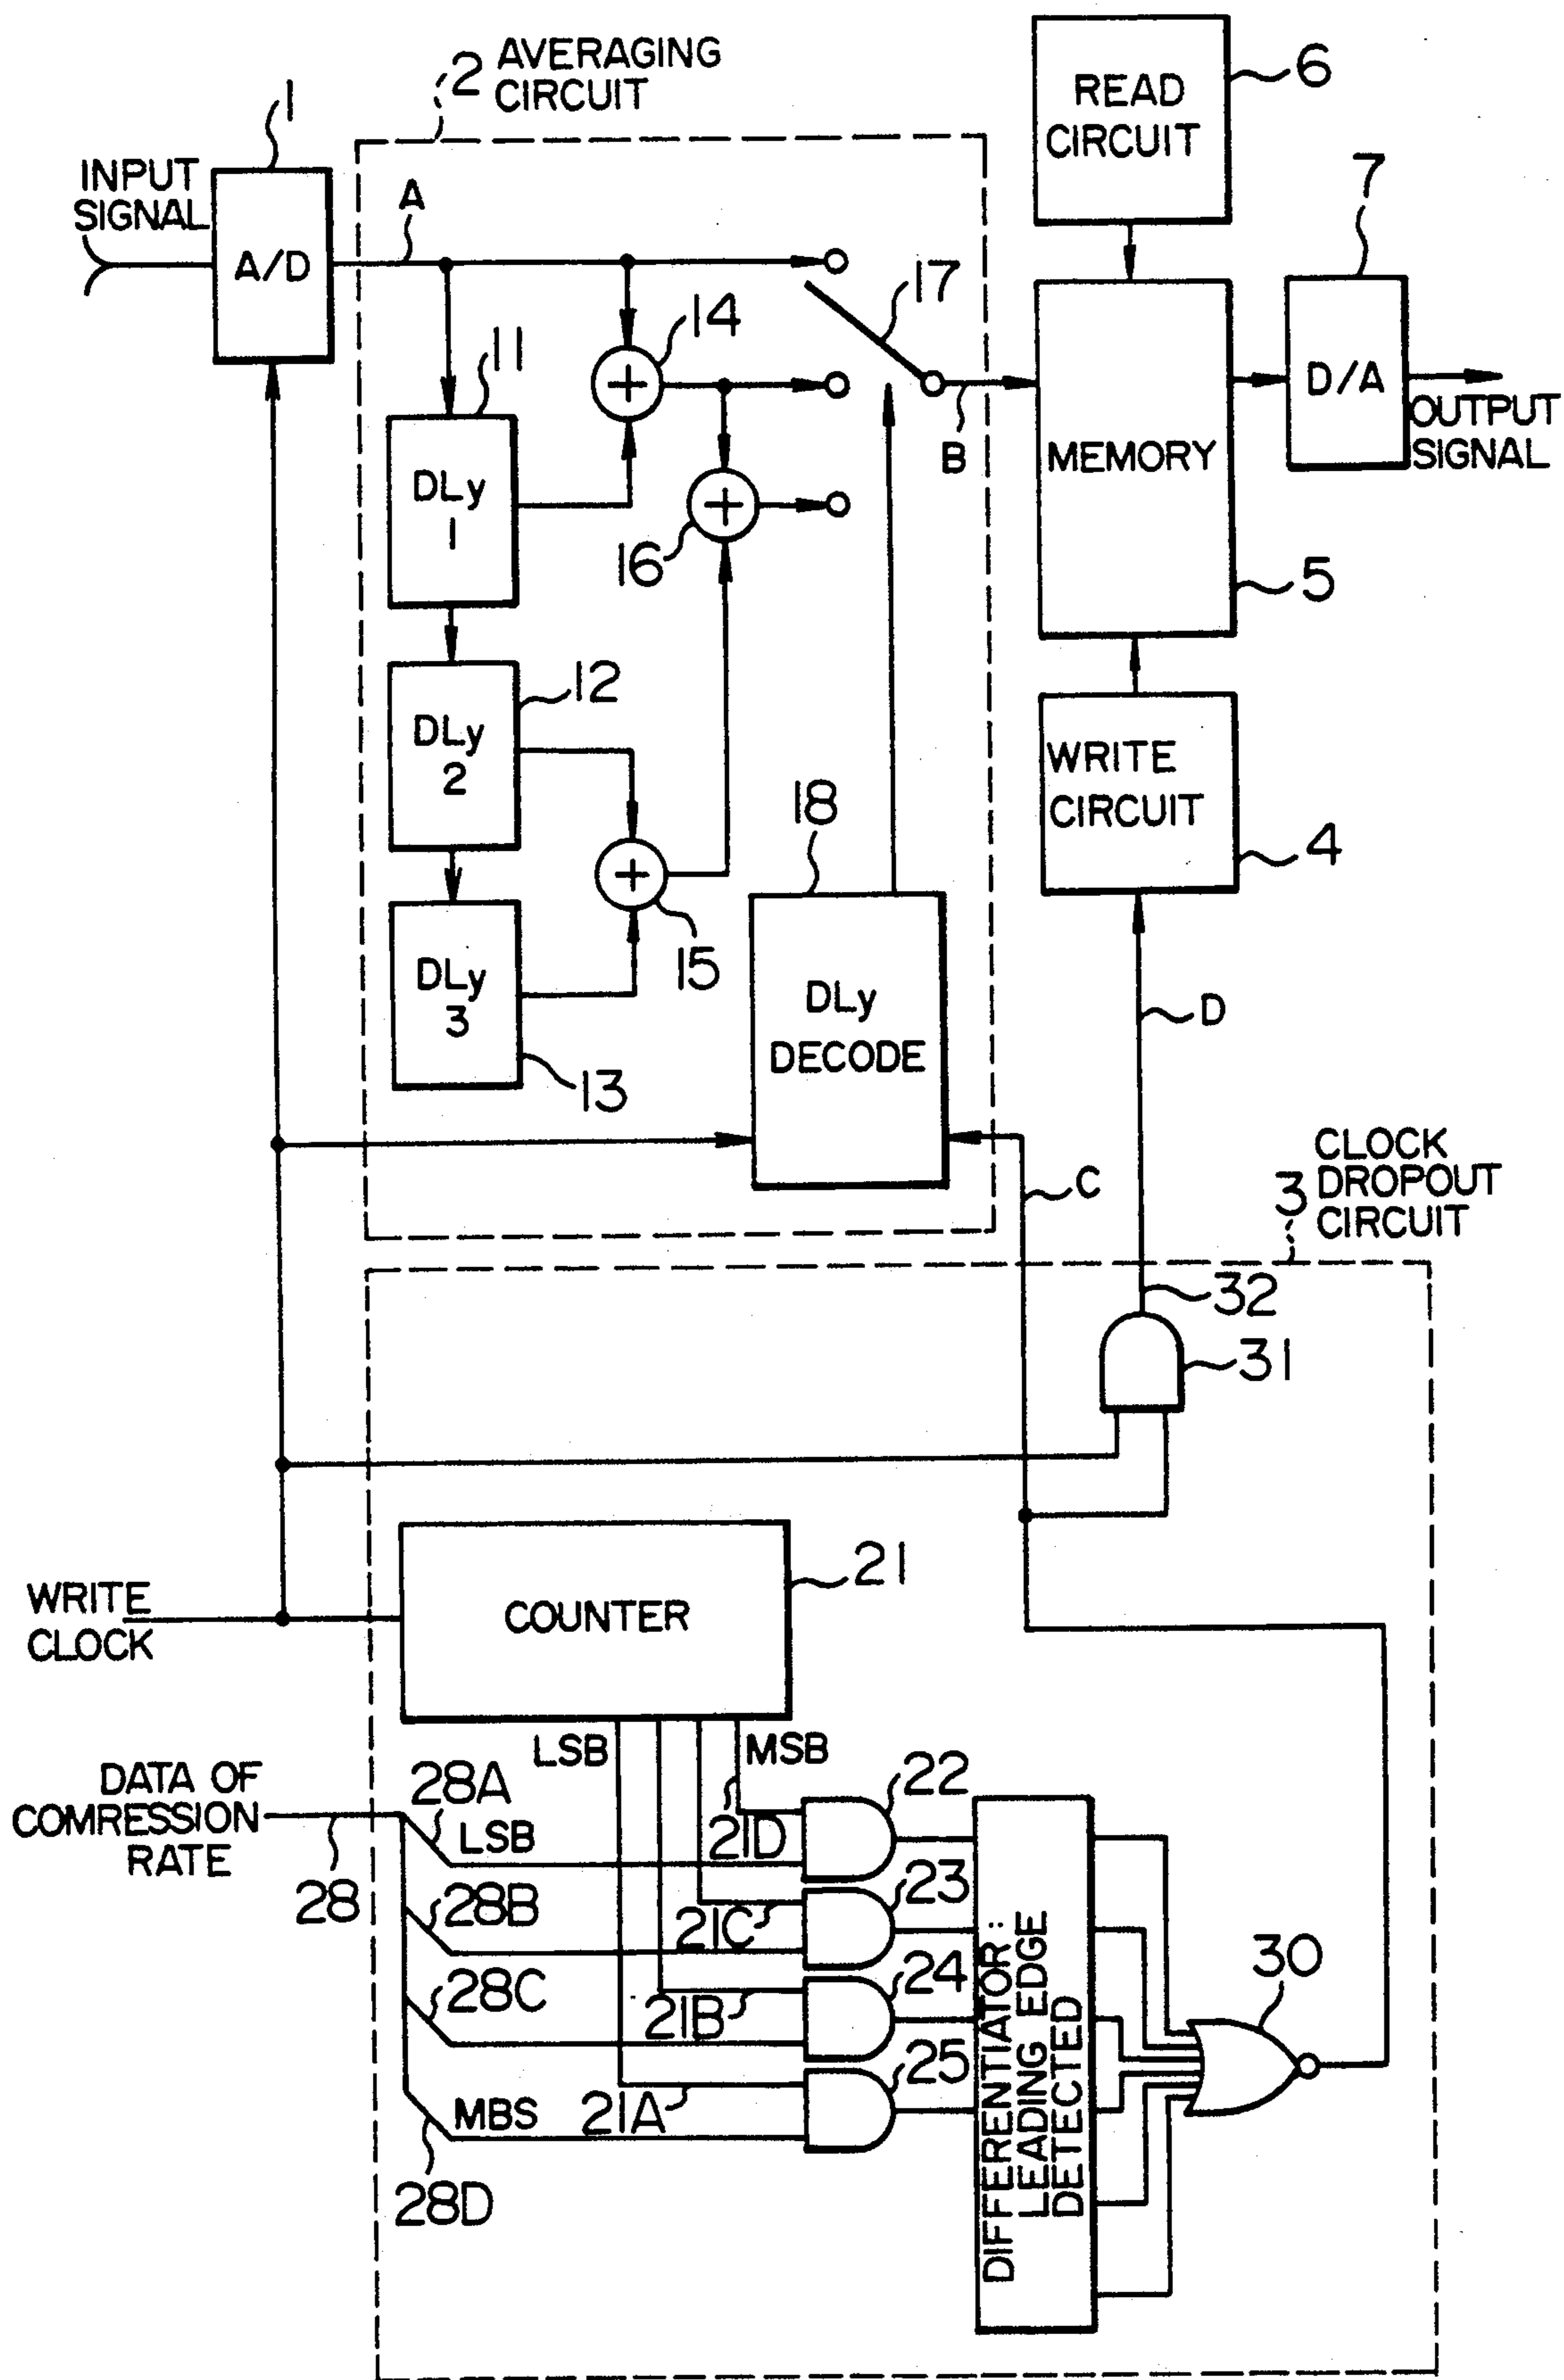 2 AVERAGING
CIRCUIT
1
INPUT
SIGNAL
A/D
A
READ
CIRCUIT
6
7
11
14
17
D/A
OUTPUT
SIGNAL
DLy
1
B
MEMORY
16
5
12
DLy
2
WRITE
CIRCUIT
18
4
15
DLy
3
DLy
DECODE
D
13
C
3 CLOCK
DROPOUT
CIRCUIT
32
31
21
WRITE
CLOCK
COUNTER
LSB
MSB
DATA OF
COMRESSION
RATE
28
28A
LSB
21D
22
28B
21C
23
28C
21B
24
30
MBS
21A
25
28D
DIFFERENTIATOR:
LEADING EDGE
DETECTED